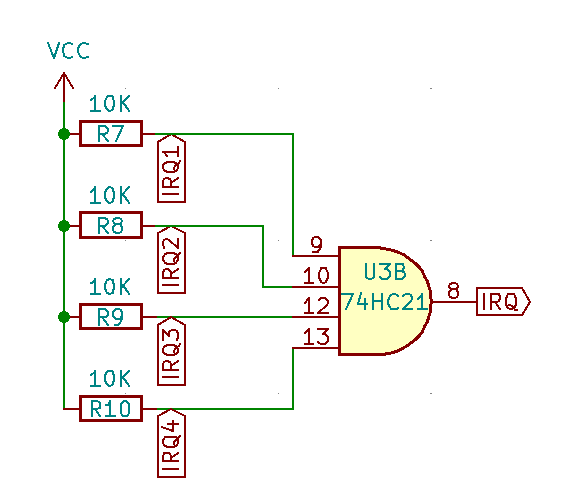 VCC
10K
R7
IRQ1
10K
R8
IRQ2
9
10
U3B
74HC21
8
IRQ
10K
R9
IRQ3
12
13
10K
R10
IRQ4